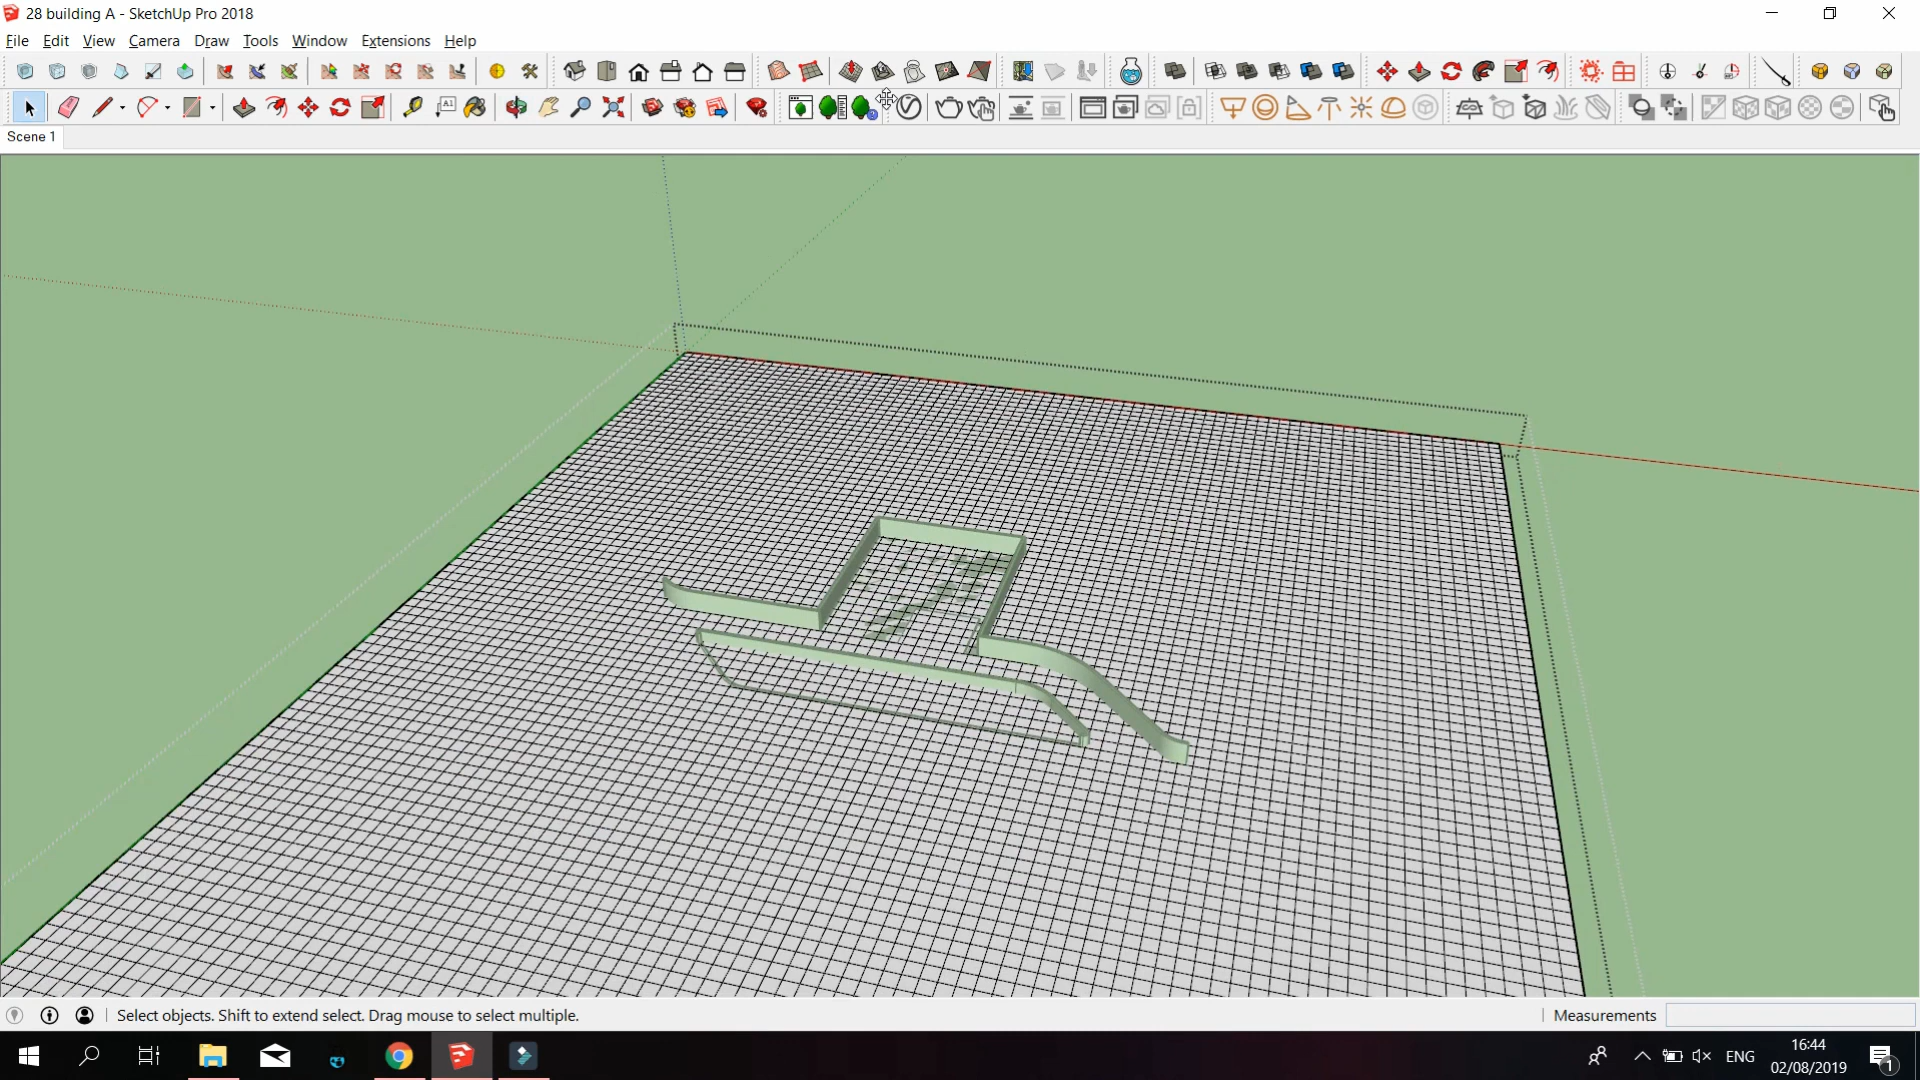 28 building A - SketchUp Pro 2018
File Edit View Camera Draw Tools Window Extensions Help
Scene 1
Select objects. Shift to extend select. Drag mouse to select multiple.
Measurements
ENG
16:44
02/08/2019
1